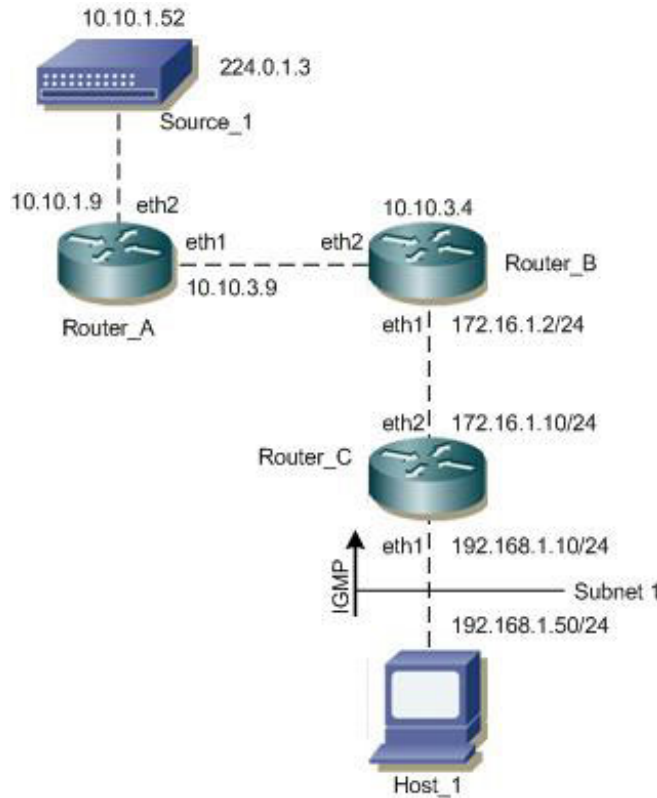 10.10.1.52
224.0.1.3
Source_1
10.10.1.9
eth2
eth1
eth2
10.10.3.4
10.10.3.9
Router_A
Router_B
eth1
172.16.1.2/24
eth2
172.16.1.10/24
Router_C
eth1
192.168.1.10/24
IGMP
Subnet 1
192.168.1.50/24
Host_1